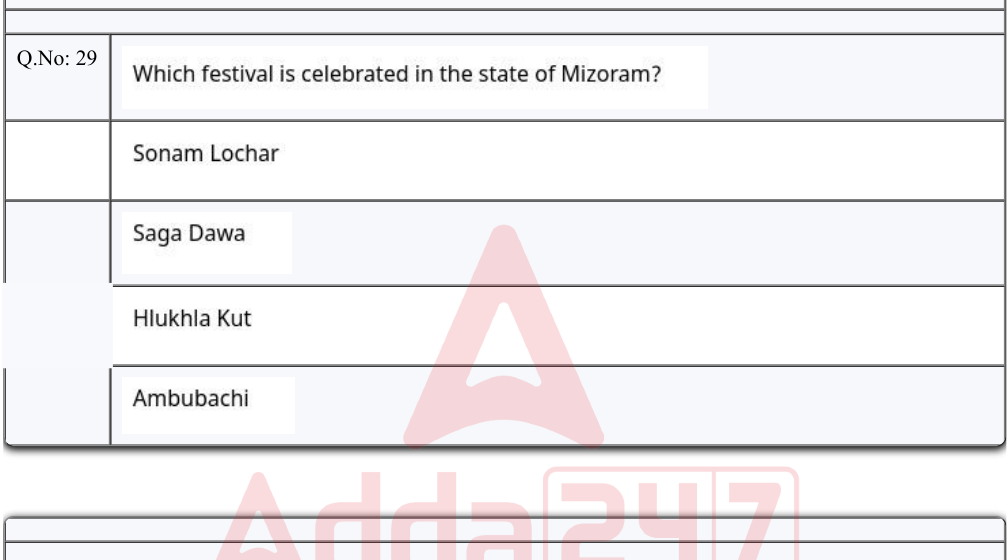 Q.No: 29
Which festival is celebrated in the state of Mizoram?
Sonam Lochar
Saga Dawa
Hlukhla Kut
Ambubachi
Adda247